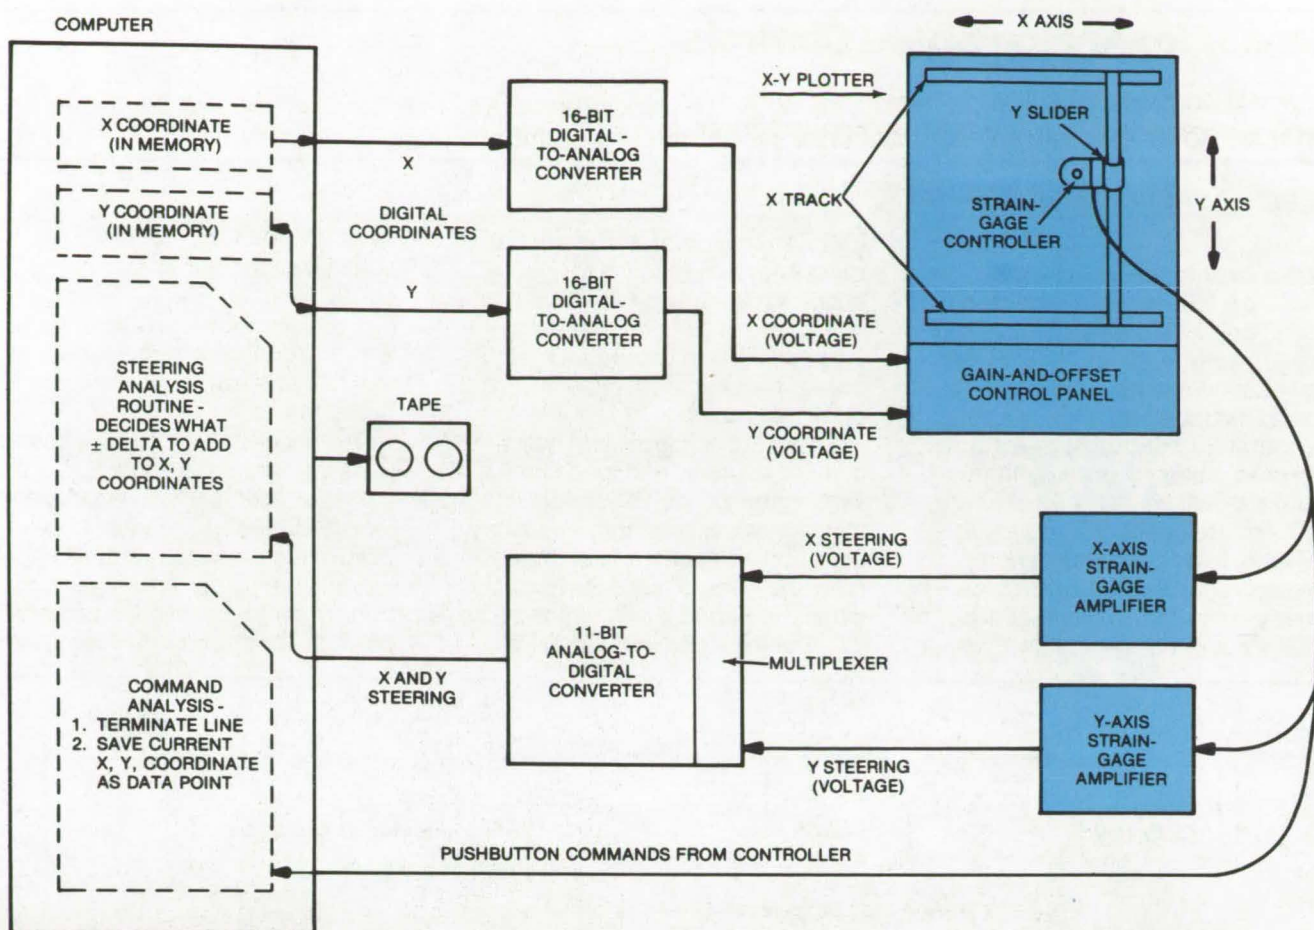 COMPUTER
X COORDINATE
(IN MEMORY)
Y COORDINATE
(IN MEMORY)
STEERING
ANALYSIS
ROUTINE -
DECIDES WHAT
± DELTA TO ADD
TO X, Y
COORDINATES
COMMAND
ANALYSIS -
1. TERMINATE LINE
2. SAVE CURRENT
X, Y, COORDINATE
AS DATA POINT
X
DIGITAL
COORDINATES
Y
TAPE
X AND Y
STEERING
16-BIT
DIGITAL-
TO-ANALOG
CONVERTER
16-BIT
DIGITAL-
TO-ANALOG
CONVERTER
11-BIT
ANALOG-TO-
DIGITAL
CONVERTER
MULTIPLEXER
X AXIS
X-Y PLOTTER
Y SLIDER
X TRACK
STRAIN-
GAGE
CONTROLLER
Y AXIS
X COORDINATE
(VOLTAGE)
GAIN-AND-OFFSET
CONTROL PANEL
Y COORDINATE
(VOLTAGE)
X STEERING
(VOLTAGE)
X-AXIS
STRAIN-
GAGE
AMPLIFIER
Y STEERING
(VOLTAGE)
Y-AXIS
STRAIN-
GAGE
AMPLIFIER
PUSHBUTTON COMMANDS FROM CONTROLLER